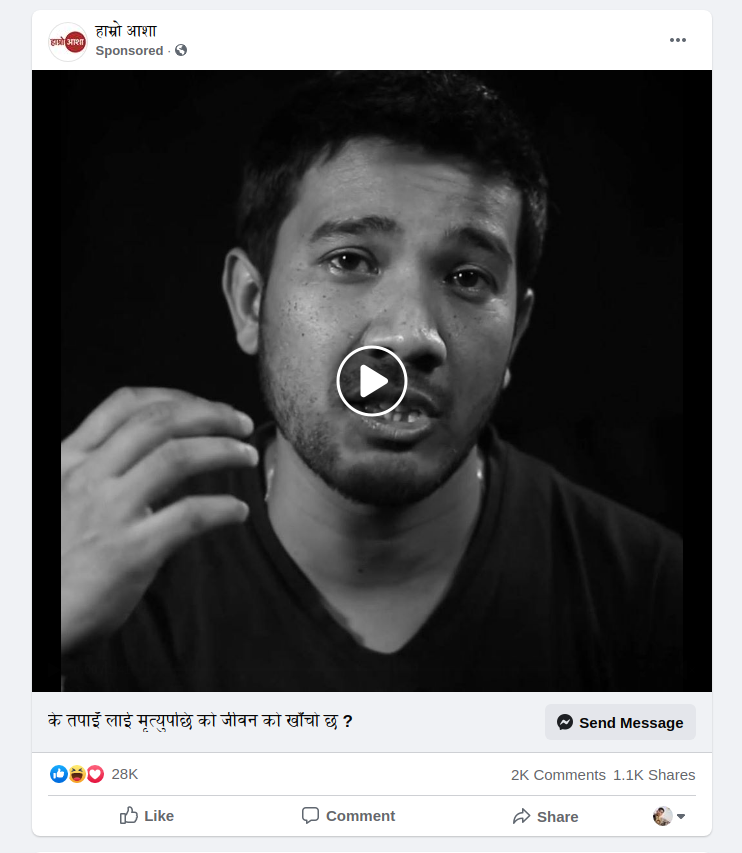 हाम्रो आशा
हाम्रो आशा
Sponsored ·
के तपाइँ लाई मृत्युपछि को जीवन को खाँचो छ ?
Send Message
28K
2K Comments 1.1K Shares
Like
Comment
Share